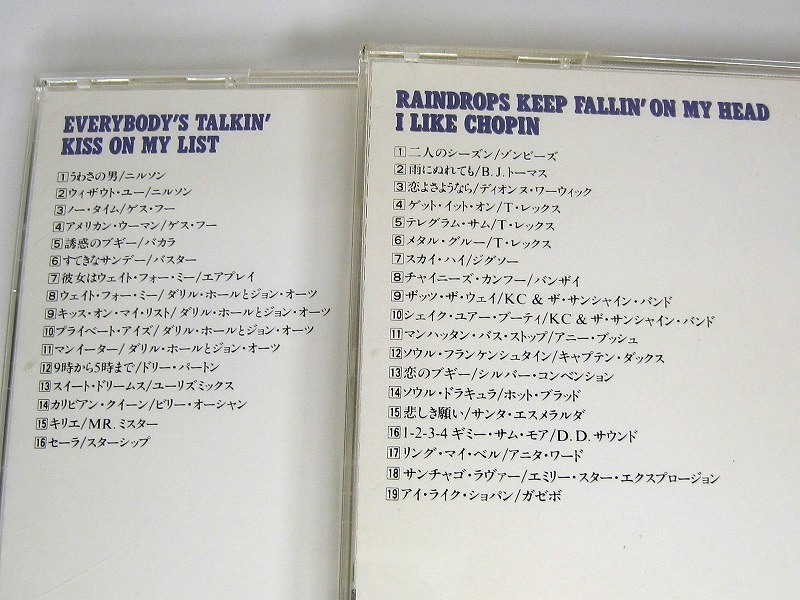 EVERYBODY'S TALKIN'
KISS ON MY LIST
1 うわさの男/ニルソン
2 ウィザウト・ユー/ニルソン
3 ノー・タイム/ゲス・フー
4 アメリカン・ウーマン/ゲス・フー
5 誘惑のブギー/バカラ
6 すてきなサンデー/バスター
7 彼女はウェイト・フォー・ミー/エアプレイ
8 ウェイト・フォー・ミー/ダリル・ホールとジョン・オーツ
9 キッス・オン・マイ・リスト/ダリル・ホールとジョン・オーツ
10 プライベート・アイズ/ダリル・ホールとジョン・オーツ
11 マンイーター/ダリル・ホールとジョン・オーツ
12 9時から5時まで/ドリー・パートン
13 スイート・ドリームス/ユーリズミックス
14 カリビアン・クイーン/ビリー・オーシャン
15 キリエ/MR.ミスター
16 セーラ/スターシップ
RAINDROPS KEEP FALLIN' ON MY HEAD
I LIKE CHOPIN
1 二人のシーズン/ゾンビーズ
2 雨にぬれても/B.J.トーマス
3 恋よさようなら/ディオンヌ・ワーウィック
4 ゲット・イット・オン/T・レックス
5 テレグラム・サム/T・レックス
6 メタル・グルー/T・レックス
7 スカイ・ハイ/ジグソー
8 チャイニーズ・カンフー/バンザイ
9 ザッツ・ザ・ウェイ/KC & ザ・サンシャイン・バンド
10 シェイク・ユアー・ブーティ/KC & ザ・サンシャイン・バンド
11 マンハッタン・バス・ストップ/アニー・ブッシュ
12 ソウル・フランケンシュタイン/キャプテン・ダックス
13 恋のブギー/シルバー・コンベンション
14 ソウル・ドラキュラ/ホット・ブラッド
15 悲しき願い/サンタ・エスメラルダ
16 1-2-3-4 ギミー・サム・モア/D.D.サウンド
17 リング・マイ・ベル/アニタ・ワード
18 サンチャゴ・ラヴァー/エミリー・スター・エクスプロージョン
19 アイ・ライク・ショパン/ガゼボ